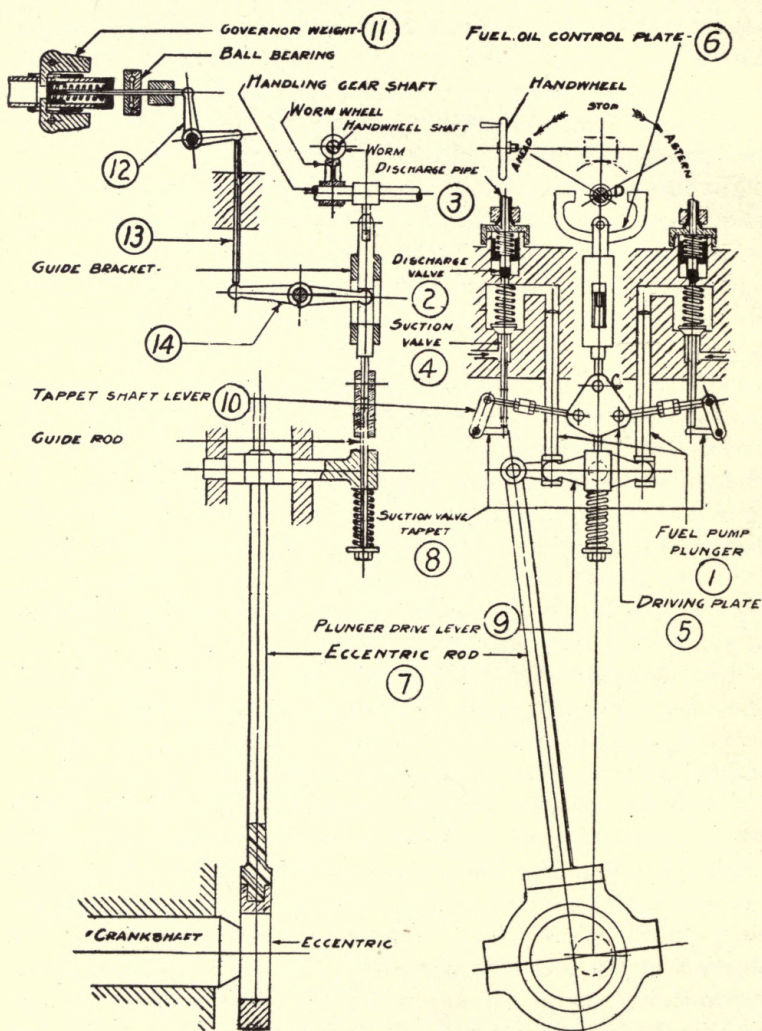 GOVERNOR WEIGHT- 11
BALL BEARING
HANDLING GEAR SHAFT
WORM WHEEL
HANDWHEEL SHAFT
WORM
DISCHARGE PIPE
3
FUEL.OIL CONTROL PLATE- 6
HANDWHEEL
STOP
AHEAD
ASTERN
D
12
13
GUIDE BRACKET-
2
14
DISCHARGE
VALVE
SUCTION
VALVE
4
C
TAPPET SHAFT LEVER 10
GUIDE ROD
SUCTION VALVE
TAPPET
8
FUEL PUMP
PLUNGER
1
DRIVING PLATE
5
PLUNGER DRIVE LEVER 9
ECCENTRIC ROD
7
CRANKSHAFT
ECCENTRIC